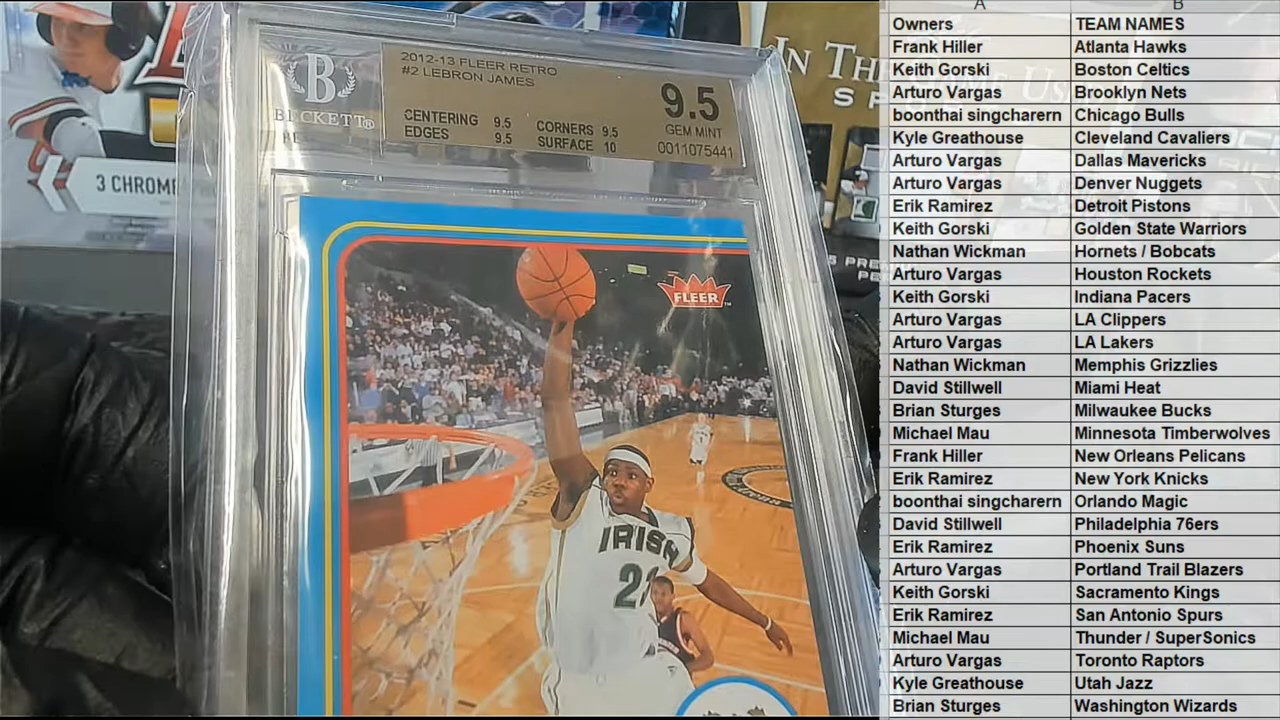 2012-13 FLEER RETRO
#2 LEBRON JAMES
B
BECKETT®
CENTERING 9.5
CORNERS 9.5
EDGES 9.5
SURFACE 10
9.5
GEM MINT
0011075441
3 CHROME
IN THE
FLEER™
IRISH
A B
Owners TEAM NAMES
Frank Hiller Atlanta Hawks
Keith Gorski Boston Celtics
Arturo Vargas Brooklyn Nets
boonthai singcharern Chicago Bulls
Kyle Greathouse Cleveland Cavaliers
Arturo Vargas Dallas Mavericks
Arturo Vargas Denver Nuggets
Erik Ramirez Detroit Pistons
Keith Gorski Golden State Warriors
Nathan Wickman Hornets / Bobcats
Arturo Vargas Houston Rockets
Keith Gorski Indiana Pacers
Arturo Vargas LA Clippers
Arturo Vargas LA Lakers
Nathan Wickman Memphis Grizzlies
David Stillwell Miami Heat
Brian Sturges Milwaukee Bucks
Michael Mau Minnesota Timberwolves
Frank Hiller New Orleans Pelicans
Erik Ramirez New York Knicks
boonthai singcharern Orlando Magic
David Stillwell Philadelphia 76ers
Erik Ramirez Phoenix Suns
Arturo Vargas Portland Trail Blazers
Keith Gorski Sacramento Kings
Erik Ramirez San Antonio Spurs
Michael Mau Thunder / SuperSonics
Arturo Vargas Toronto Raptors
Kyle Greathouse Utah Jazz
Brian Sturges Washington Wizards